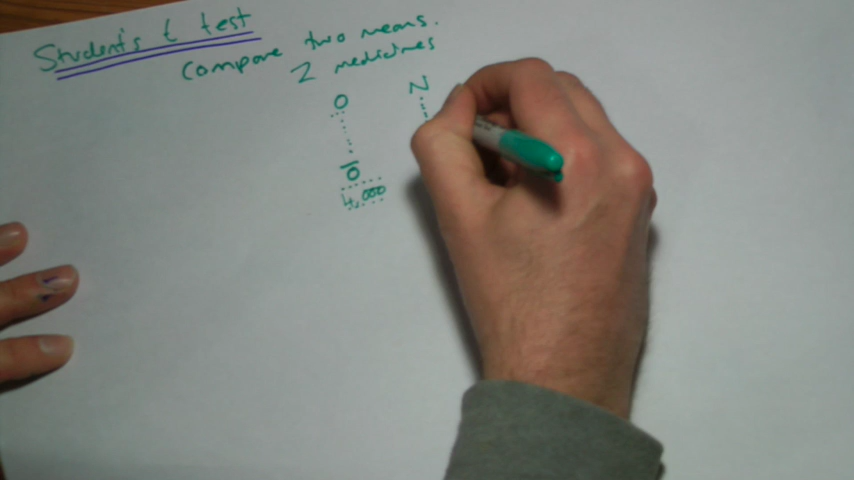 Student's t test
Compare two means.
2 medicines
O N
O
4,000